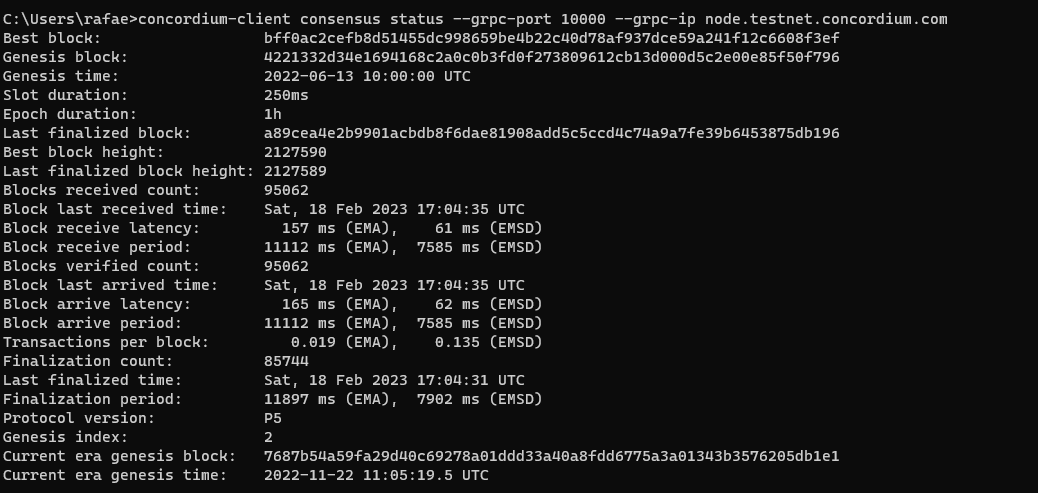 C:\Users\rafae>concordium-client consensus status --grpc-port 10000 --grpc-ip node.testnet.concordium.com
Best block: bff0ac2cefb8d51455dc998659be4b22c40d78af937dce59a241f12c6608f3ef
Genesis block: 4221332d34e1694168c2a0c0b3fd0f273809612cb13d000d5c2e00e85f50f796
Genesis time: 2022-06-13 10:00:00 UTC
Slot duration: 250ms
Epoch duration: 1h
Last finalized block: a89cea4e2b9901acbdb8f6dae81908add5c5ccd4c74a9a7fe39b6453875db196
Best block height: 2127590
Last finalized block height: 2127589
Blocks received count: 95062
Block last received time: Sat, 18 Feb 2023 17:04:35 UTC
Block receive latency: 157 ms (EMA), 61 ms (EMSD)
Block receive period: 11112 ms (EMA), 7585 ms (EMSD)
Blocks verified count: 95062
Block last arrived time: Sat, 18 Feb 2023 17:04:35 UTC
Block arrive latency: 165 ms (EMA), 62 ms (EMSD)
Block arrive period: 11112 ms (EMA), 7585 ms (EMSD)
Transactions per block: 0.019 (EMA), 0.135 (EMSD)
Finalization count: 85744
Last finalized time: Sat, 18 Feb 2023 17:04:31 UTC
Finalization period: 11897 ms (EMA), 7902 ms (EMSD)
Protocol version: P5
Genesis index: 2
Current era genesis block: 7687b54a59fa29d40c69278a01ddd33a40a8fdd6775a3a01343b3576205db1e1
Current era genesis time: 2022-11-22 11:05:19.5 UTC